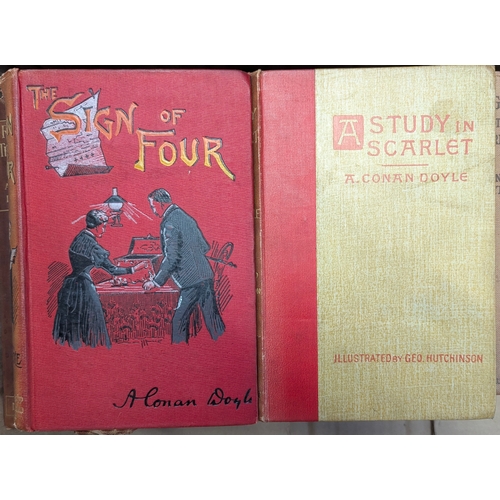 THE
SIGN OF
FOUR
A Conan Doyle
A STUDY IN
SCARLET
A. CONAN DOYLE
ILLUSTRATED BY GEO. HUTCHINSON